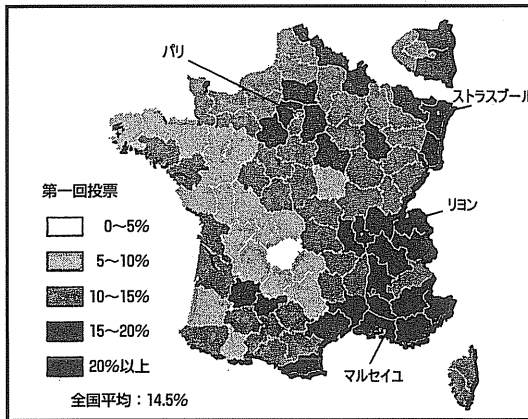 パリ
ストラスブール
第一回投票
0〜5%
リヨン
5〜10%
10〜15%
15〜20%
20%以上
マルセイユ
全国平均：14.5%